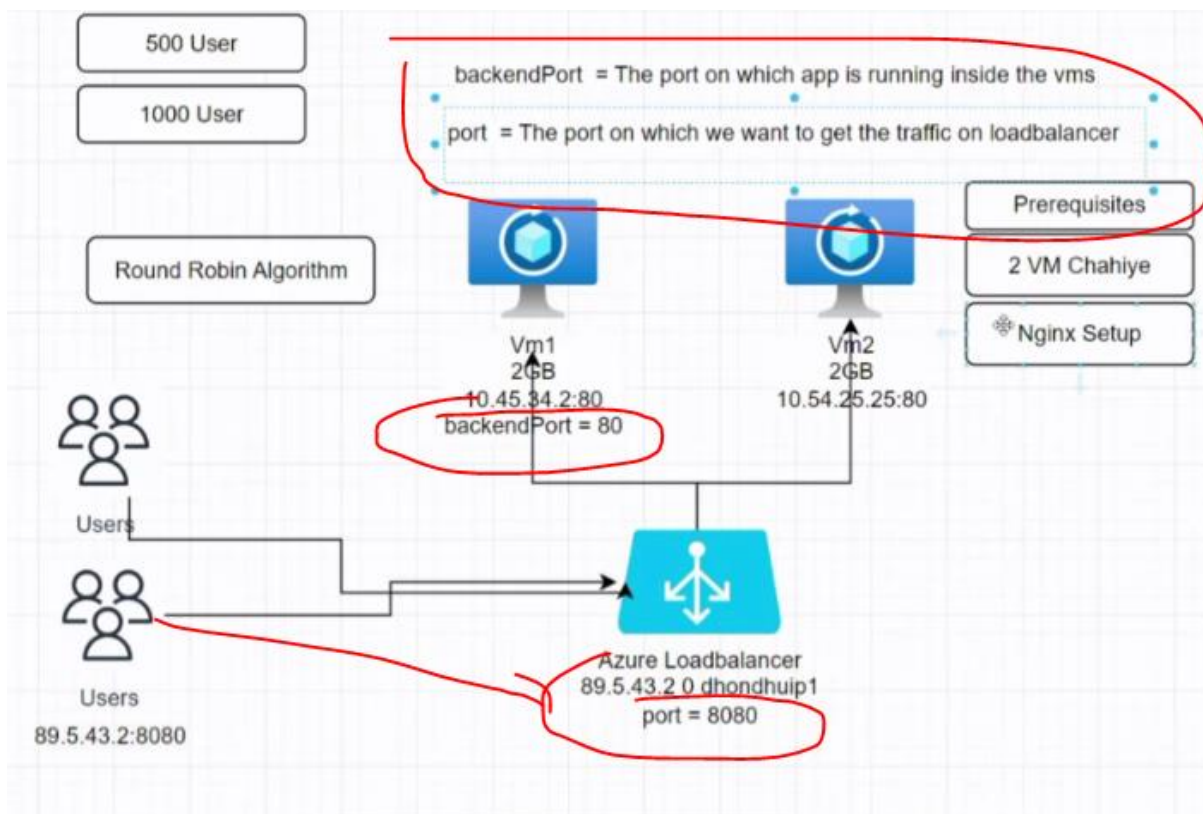 500 User
1000 User
backendPort = The port on which app is running inside the vms
port = The port on which we want to get the traffic on loadbalancer
Prerequisites
2 VM Chahiye
Nginx Setup
Round Robin Algorithm
Vm1
2GB
10.45.34.2:80
backendPort = 80
Vm2
2GB
10.54.25.25:80
Users
Users
89.5.43.2:8080
Azure Loadbalancer
89.5.43.2 0 dhondhuip1
port = 8080